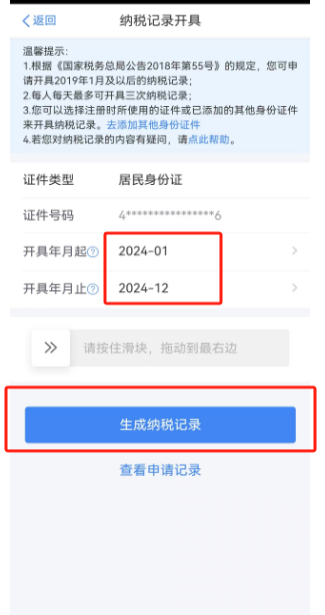 返回 纳税记录开具
温馨提示:
1.根据《国家税务总局公告2018年第55号》的规定，您可申
请开具2019年1月及以后的纳税记录；
2.每人每天最多可开具三次纳税记录；
3.您可以选择注册时所使用的证件或已添加的其他身份证件
来开具纳税记录。去添加其他身份证件
4.若您对纳税记录的内容有疑问，请点此帮助。
证件类型 居民身份证
证件号码 4****************6
开具年月起? 2024-01
开具年月止? 2024-12
请按住滑块，拖动到最右边
生成纳税记录
查看申请记录